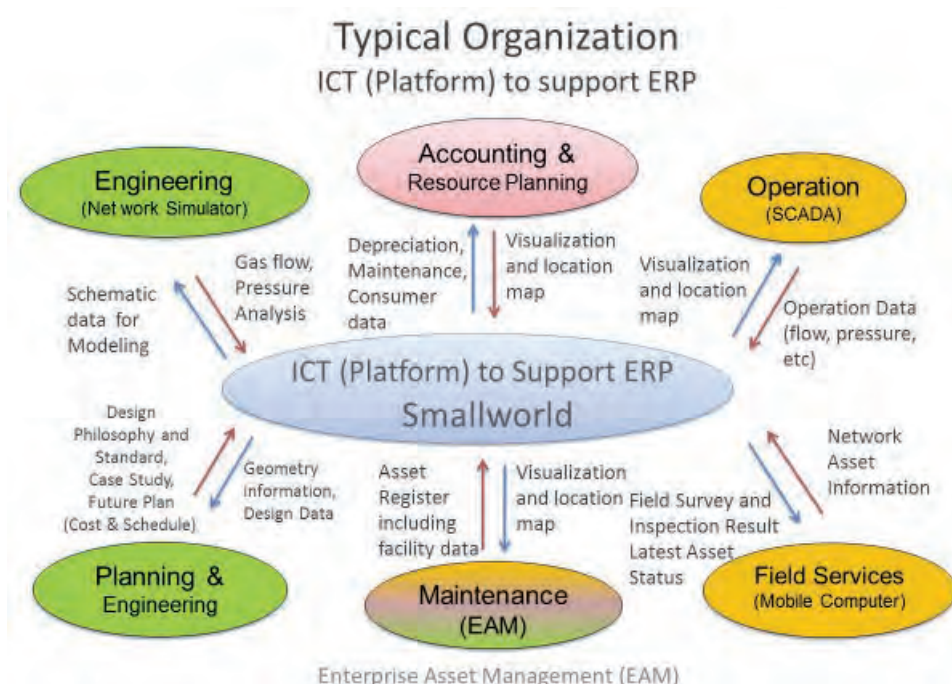 Typical Organization
ICT (Platform) to support ERP
Engineering
(Net work Simulator)
Accounting &
Resource Planning
Operation
(SCADA)
Schematic
data for
Modeling
Gas flow,
Pressure
Analysis
Depreciation,
Maintenance,
Consumer
data
Visualization
and location
map
Visualization
and location
map
Operation Data
(flow, pressure,
etc)
ICT (Platform) to Support ERP
Smallworld
Design
Philosophy and
Standard,
Case Study,
Future Plan
(Cost & Schedule)
Geometry
Information,
Design Data
Asset
Register
including
facility data
Visualization
and location
map
Field Survey and
Inspection Result
Latest Asset
Status
Network
Asset
Information
Planning &
Engineering
Maintenance
(EAM)
Field Services
(Mobile Computer)
Enterprise Asset Management (EAM)